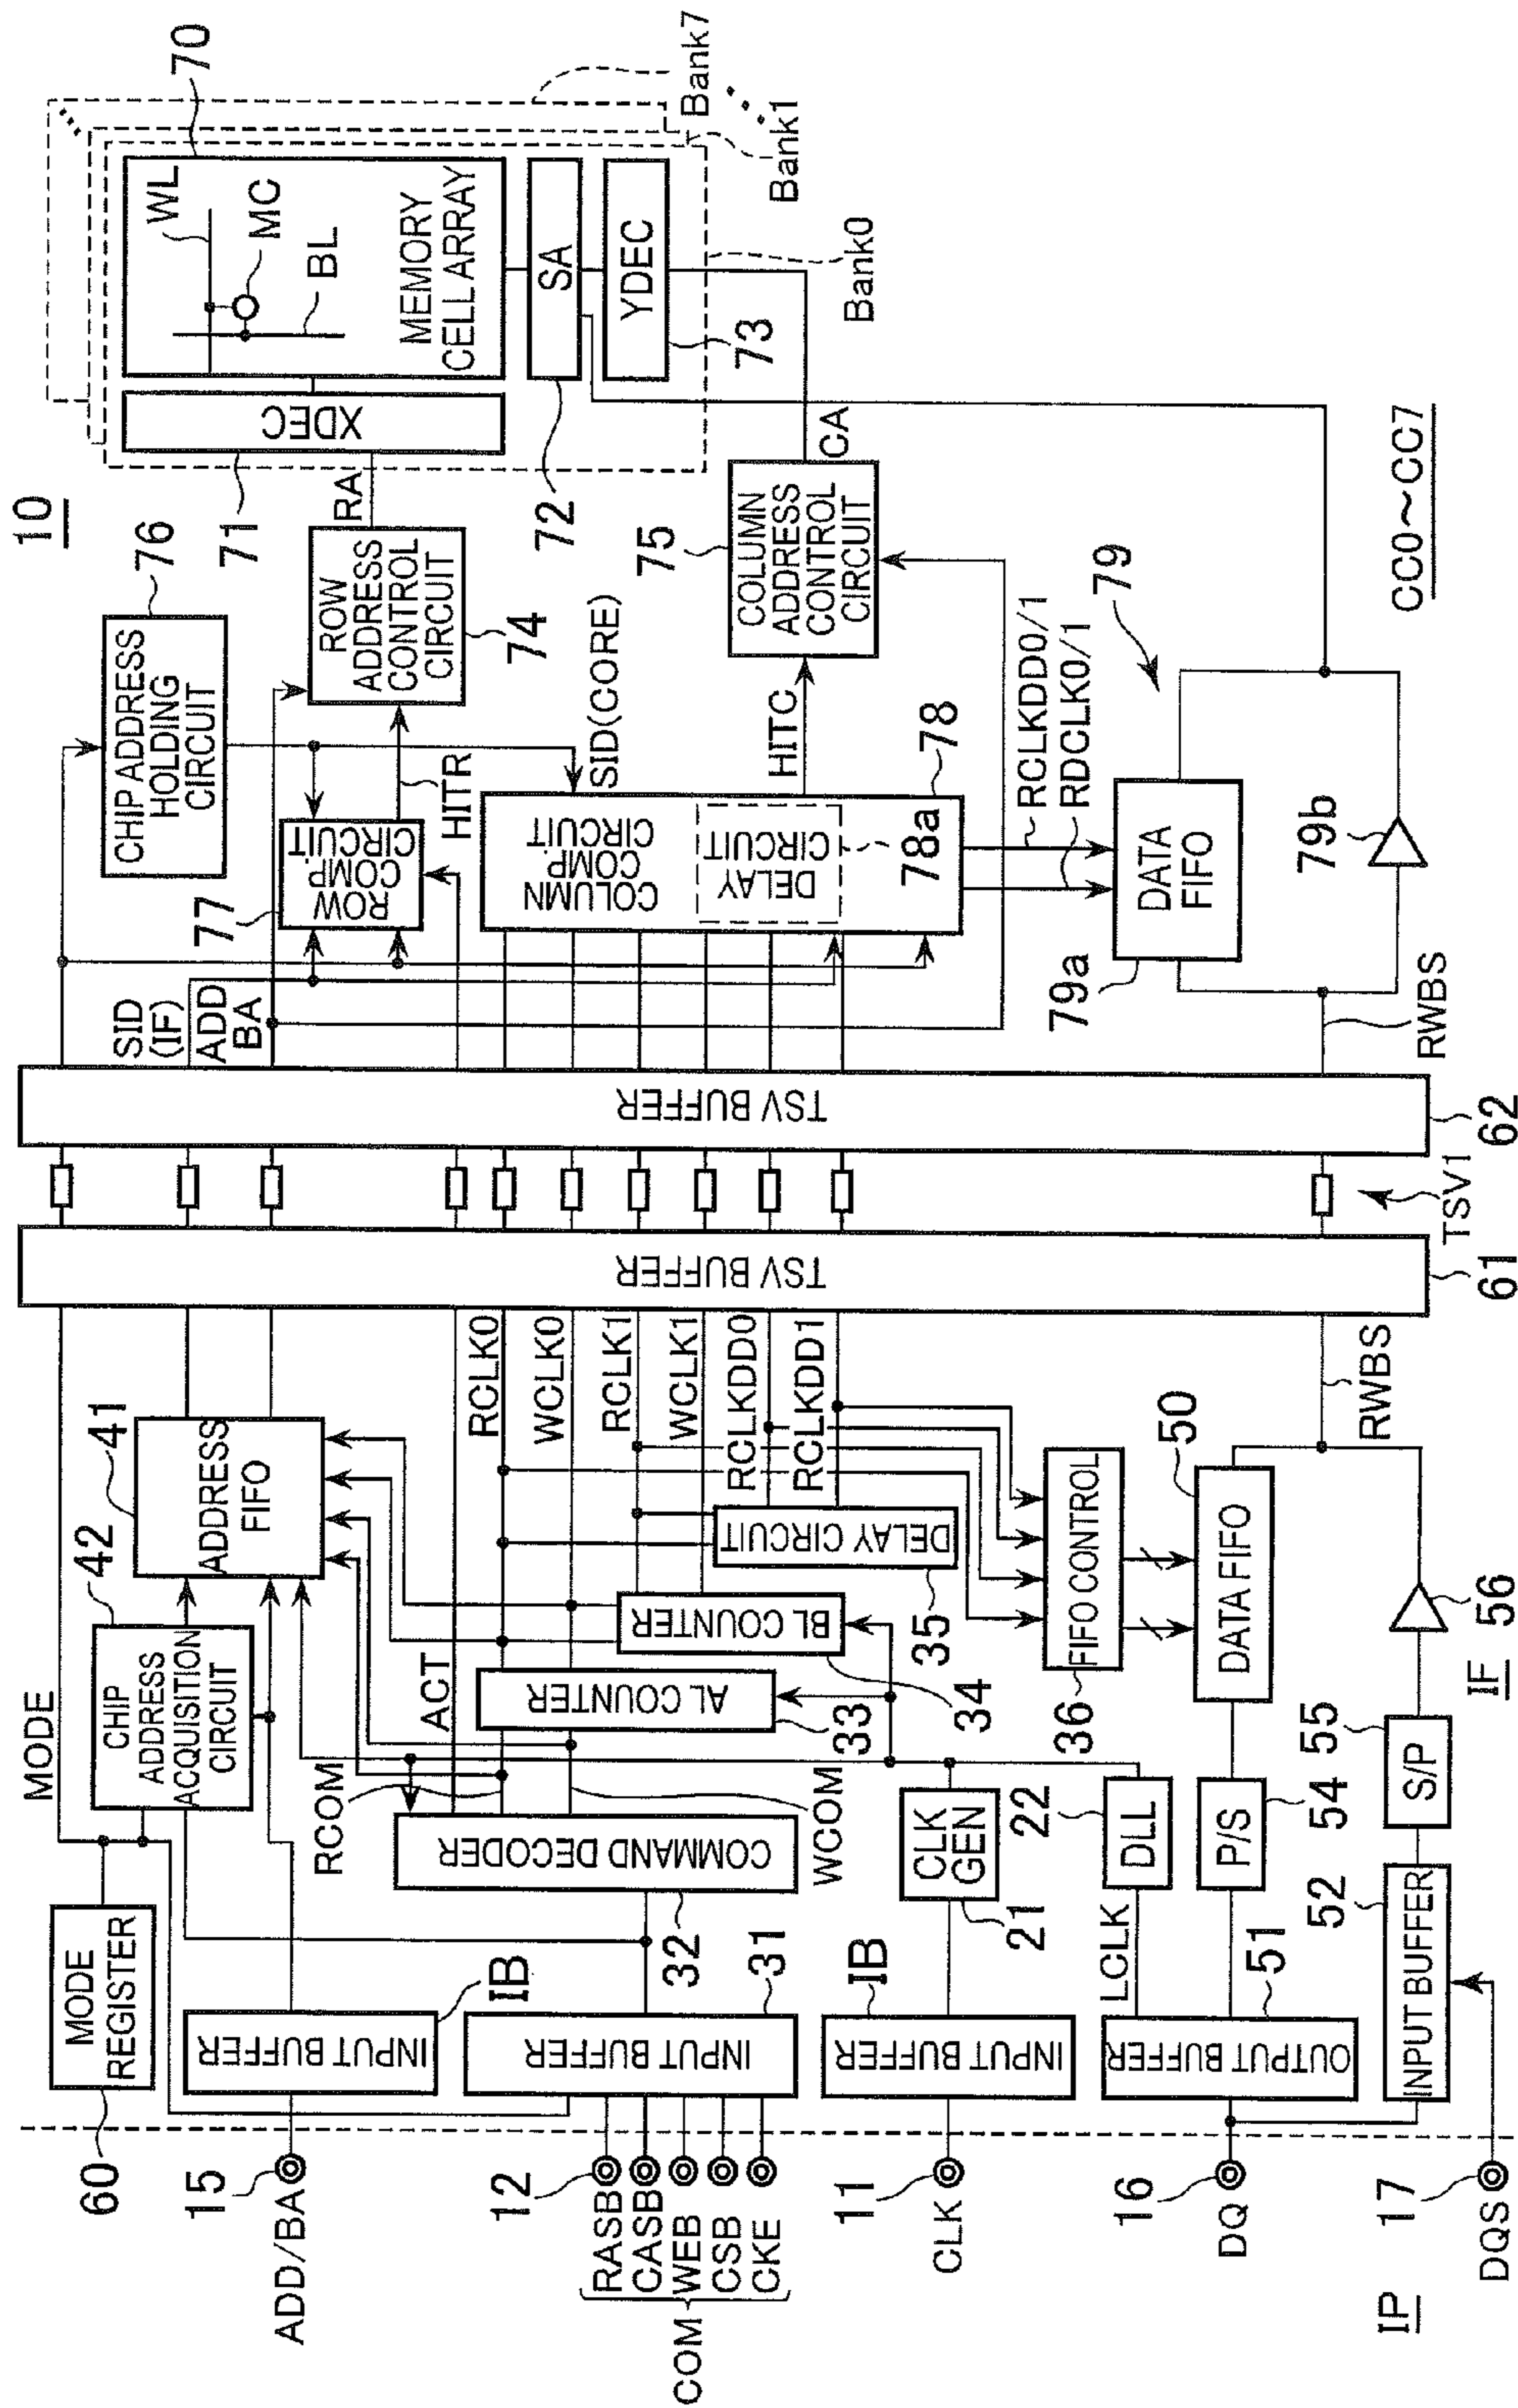 10
IP
IF
CC0~CC7
MODE
REGISTER
60
ADD/BA
15
INPUT BUFFER
IB
MODE
CHIP
ADDRESS
ACQUISITION
CIRCUIT
42
ADDRESS
FIFO
41
COM
RASB
CASB
WEB
CSB
CKE
12
INPUT BUFFER
31
COMMAND DECODER
32
RCOM
WCOM
ACT
AL COUNTER
33
BL COUNTER
34
DELAY CIRCUIT
35
RCLK0
WCLK0
RCLK1
WCLK1
RCLKDD0
RCLKDD1
CLK
11
INPUT BUFFER
IB
CLK
GEN
21
DLL
22
LCLK
FIFO CONTROL
36
DQ
16
OUTPUT BUFFER
51
P/S
54
DATA FIFO
50
DQS
17
INPUT BUFFER
52
S/P
55
56
RWBS
TSV BUFFER
61
TSV1
TSV BUFFER
62
SID
(IF)
ADD
BA
CHIP ADDRESS
HOLDING
CIRCUIT
76
ROW
COMP.
CIRCUIT
77
HITR
ROW
ADDRESS
CONTROL
CIRCUIT
74
RA
SID(CORE)
COLUMN
COMP.
CIRCUIT
78
DELAY
CIRCUIT
78a
HITC
COLUMN
ADDRESS
CONTROL
CIRCUIT
75
CA
RCLKDD0/1
RDCLK0/1
DATA
FIFO
79a
79b
79
RWBS
XDEC
71
WL
MC
BL
MEMORY
CELL ARRAY
70
SA
72
YDEC
73
Bank0
Bank1
Bank7